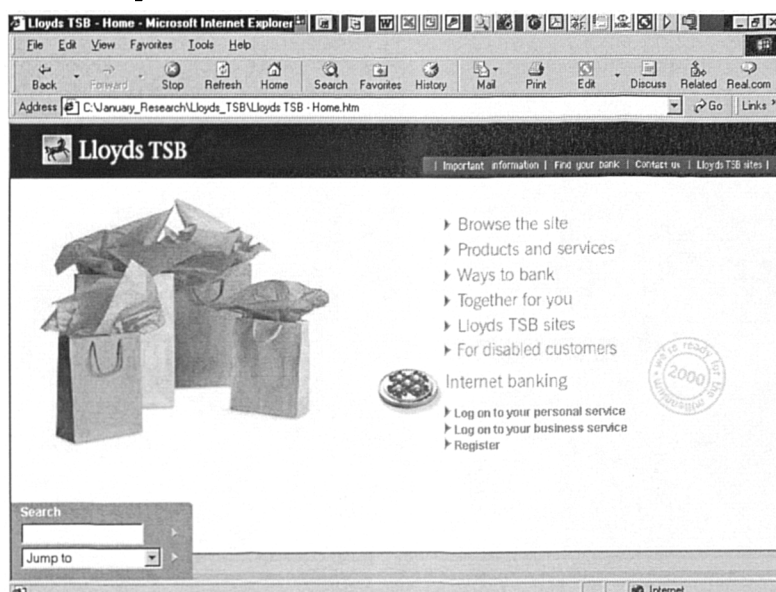 Lloyds TSB - Home - Microsoft Internet Explorer
File Edit View Favorites Tools Help
Back Forward Stop Refresh Home Search Favorites History Mail Print Edit Discuss Related Real.com
Address C:\January_Research\Lloyds_TSB\Lloyds TSB - Home.htm Go Links
Lloyds TSB
| Important information | Find your bank | Contact us | Lloyds TSB sites |
Browse the site
Products and services
Ways to bank
Together for you
Lloyds TSB sites
For disabled customers
we're ready for the millennium
2000
Internet banking
Log on to your personal service
Log on to your business service
Register
Search
Jump to
Internet